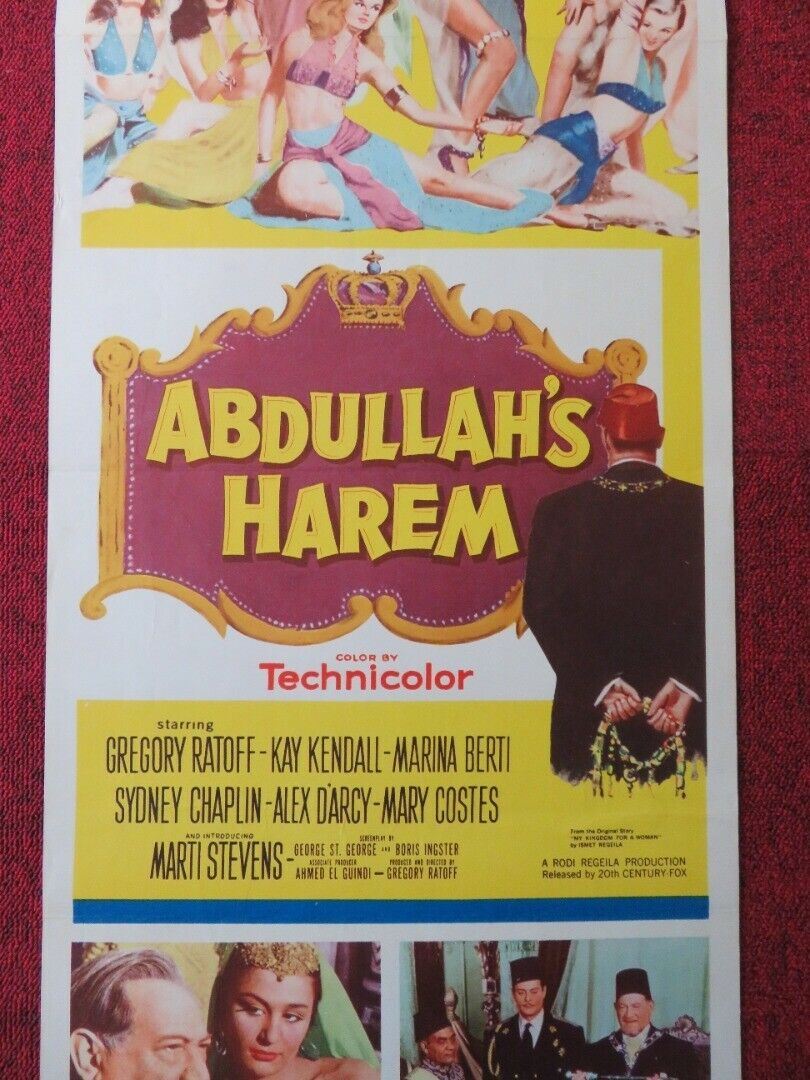 ABDULLAH'S
HAREM
COLOR BY
Technicolor
starring
GREGORY RATOFF-KAY KENDALL-MARINA BERTI
SYDNEY CHAPLIN-ALEX D'ARCY-MARY COSTES
AND INTRODUCING
MARTI STEVENS-
SCREENPLAY BY
GEORGE ST. GEORGE AND BORIS INGSTER
ASSOCIATE PRODUCER
AHMED EL GUINDI —
PRODUCED AND DIRECTED BY
GREGORY RATOFF
From the Original Story
"MY KINGDOM FOR A WOMAN"
by ISMET REGEILA
A RODI REGEILA PRODUCTION
Released by 20th CENTURY-FOX